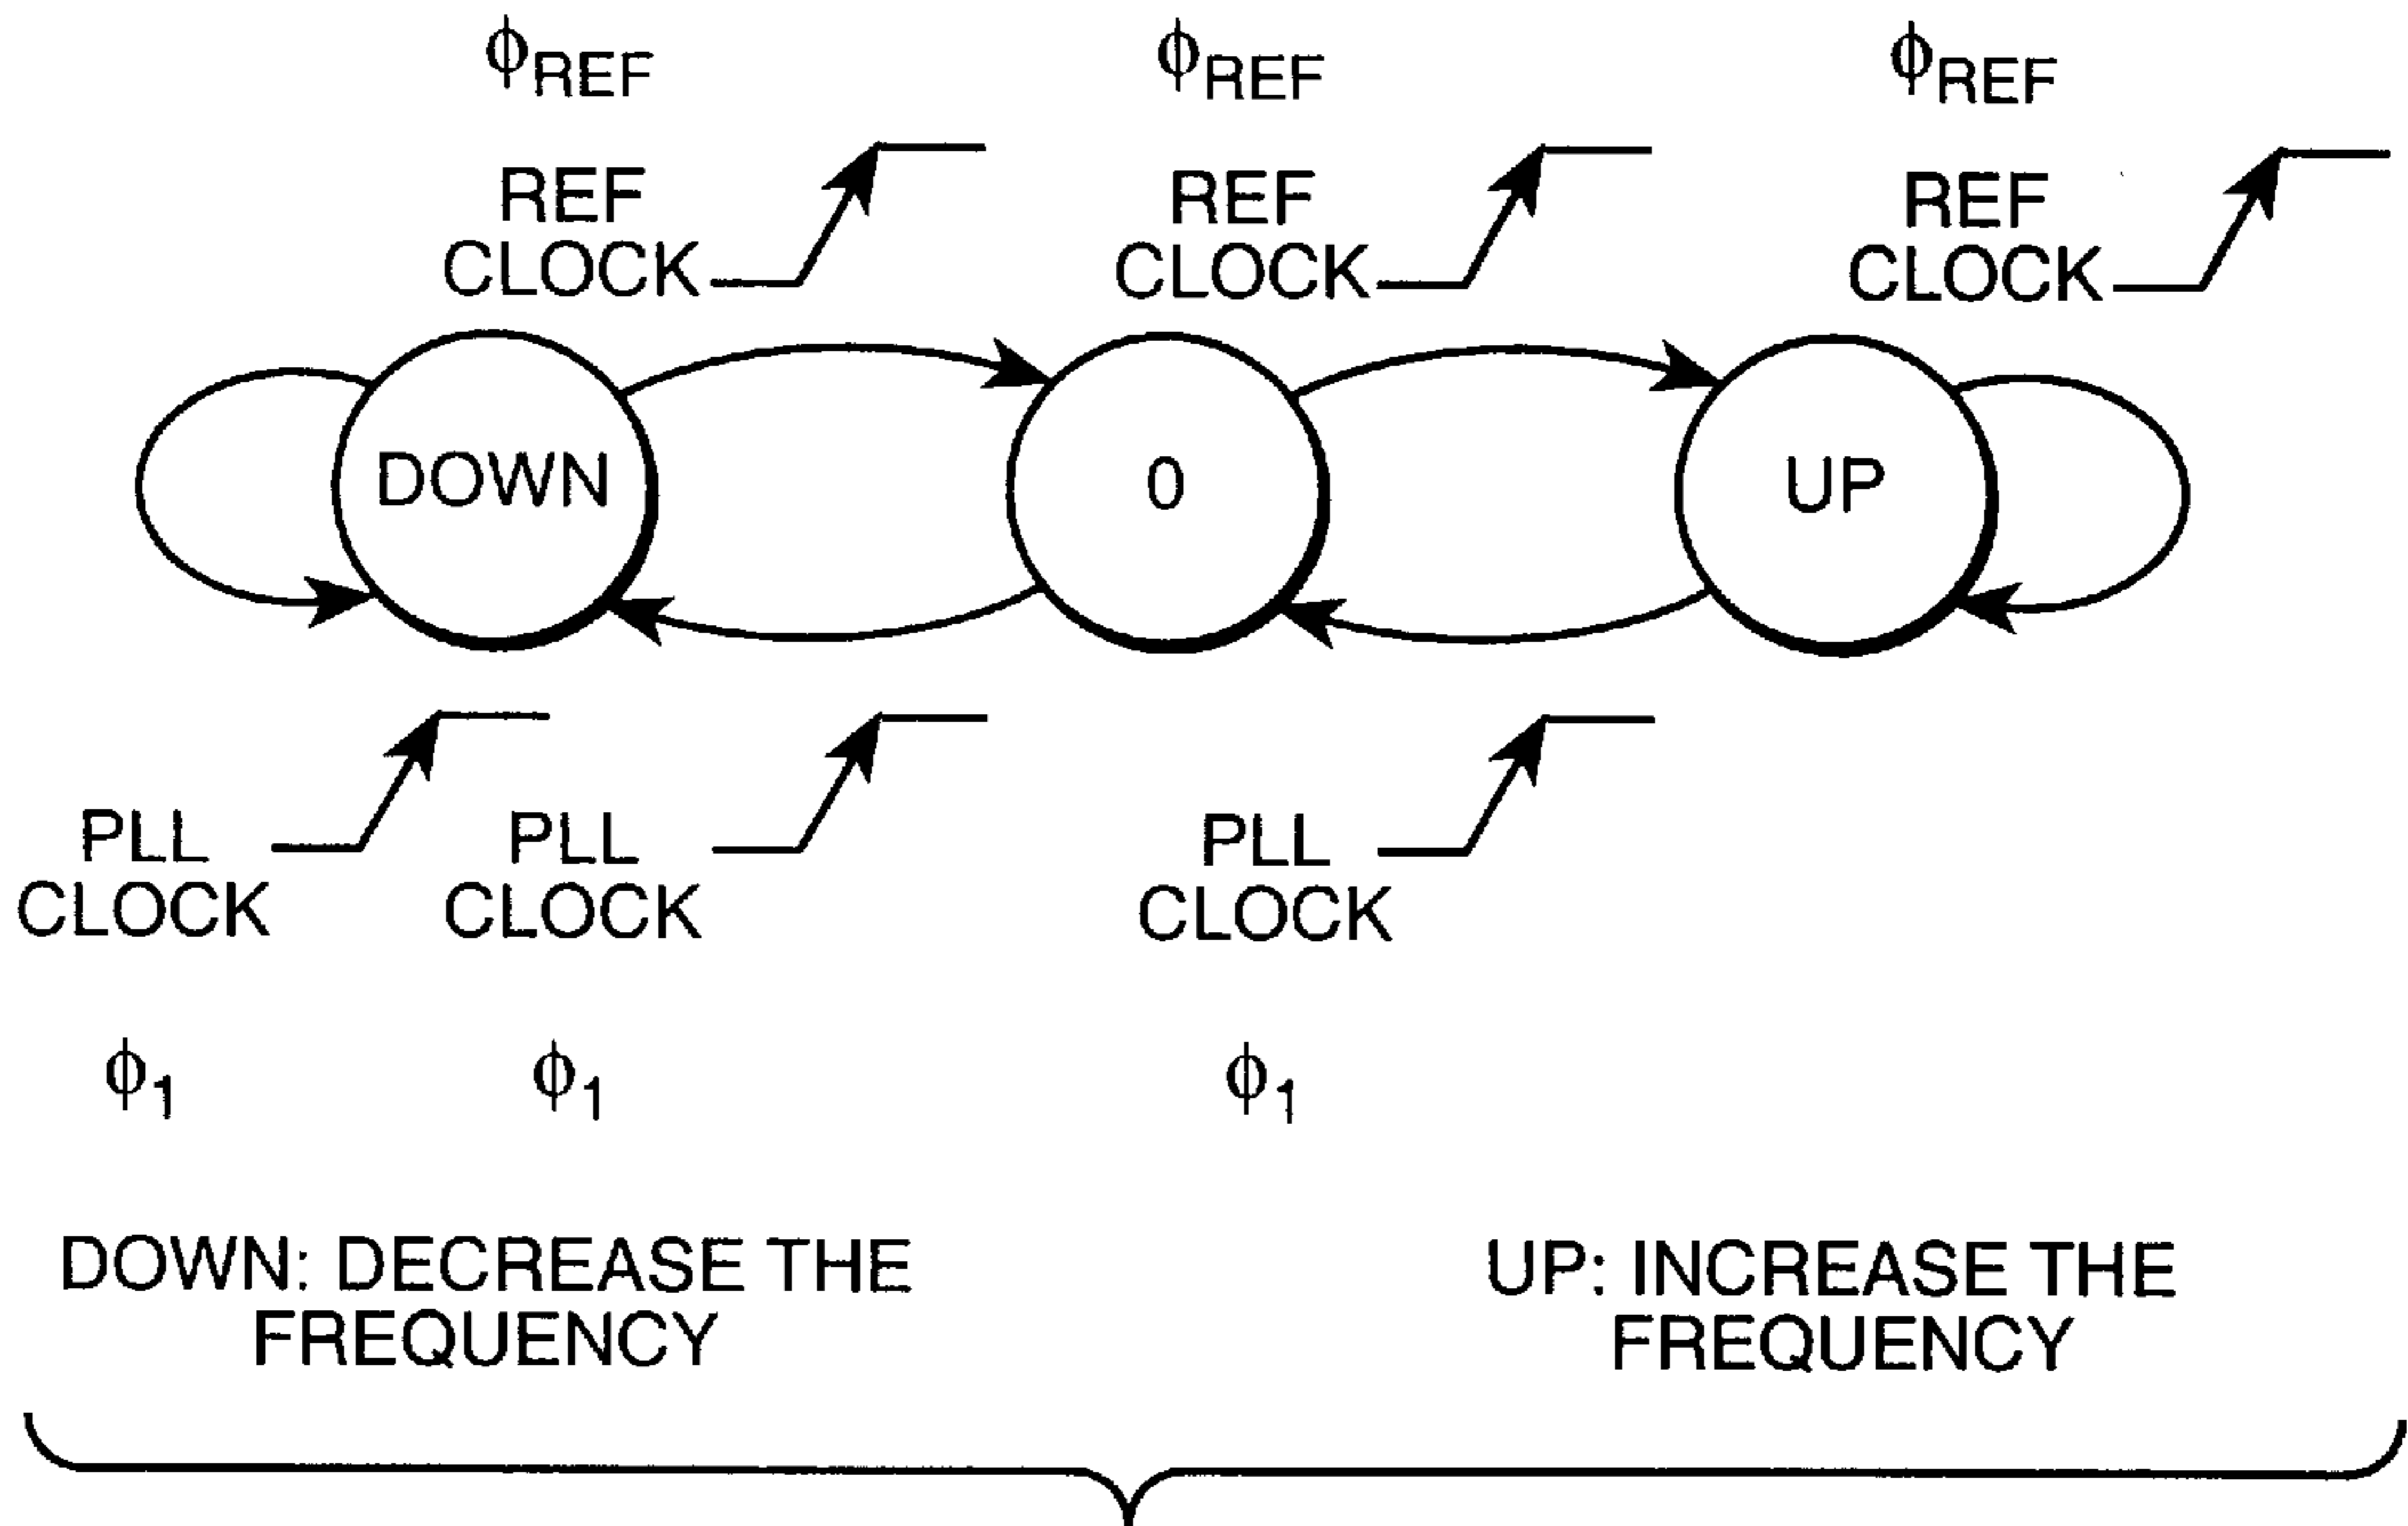 ϕREF ϕREF ϕREF
REF
CLOCK
REF
CLOCK
REF
CLOCK
DOWN
0
UP
PLL
CLOCK
PLL
CLOCK
PLL
CLOCK
ϕ1 ϕ1 ϕ1
DOWN: DECREASE THE
FREQUENCY
UP: INCREASE THE
FREQUENCY